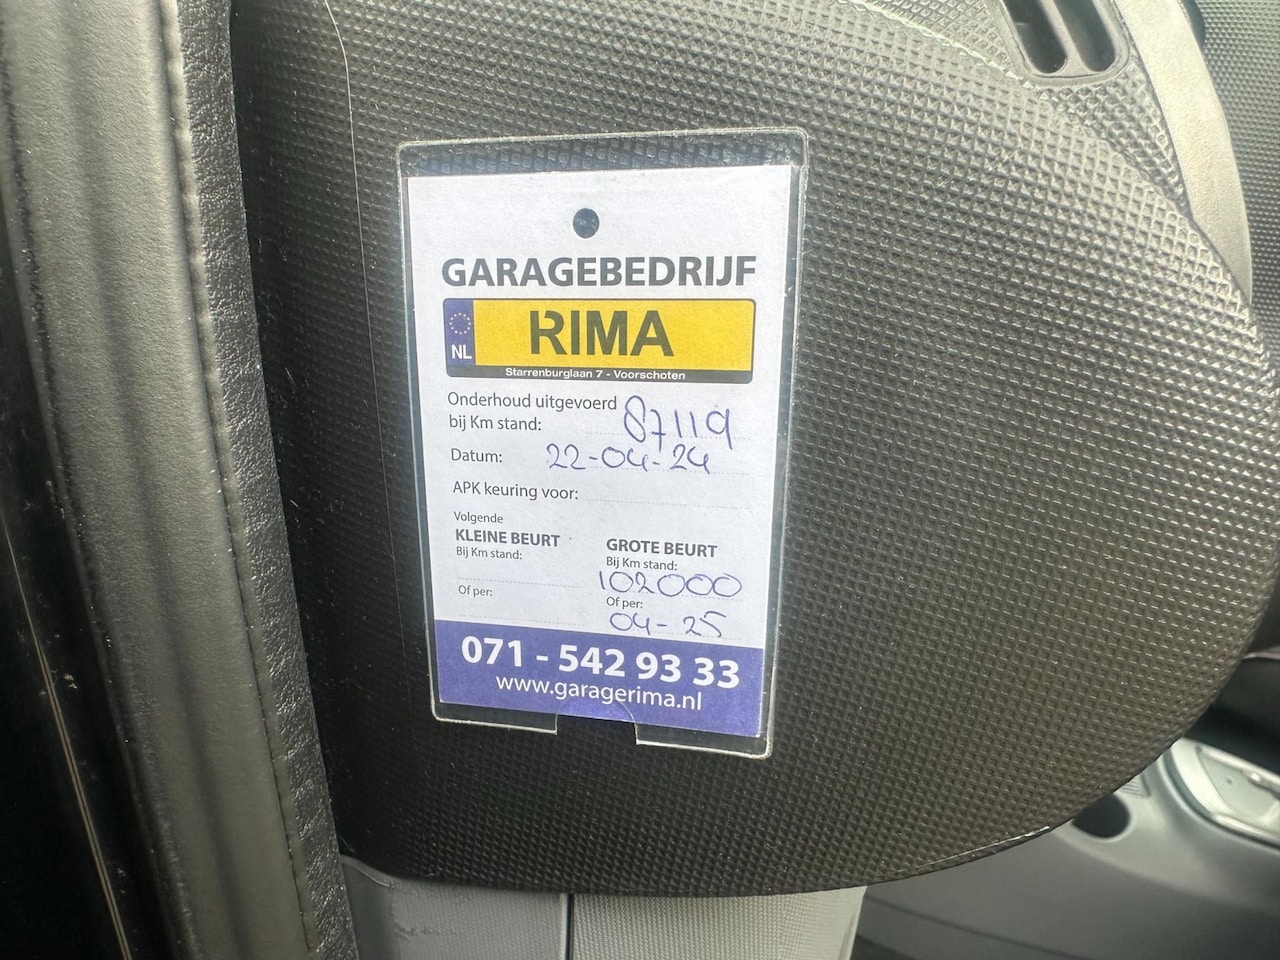 GARAGEBEDRIJF
NL RIMA
Starrenburglaan 7 - Voorschoten
Onderhoud uitgevoerd
bij Km stand: 87119
Datum: 22-04-24
APK keuring voor:
Volgende
KLEINE BEURT
Bij Km stand:
Of per:
GROTE BEURT
Bij Km stand:
102000
Of per:
04-25
071 - 542 93 33
www.garagerima.nl